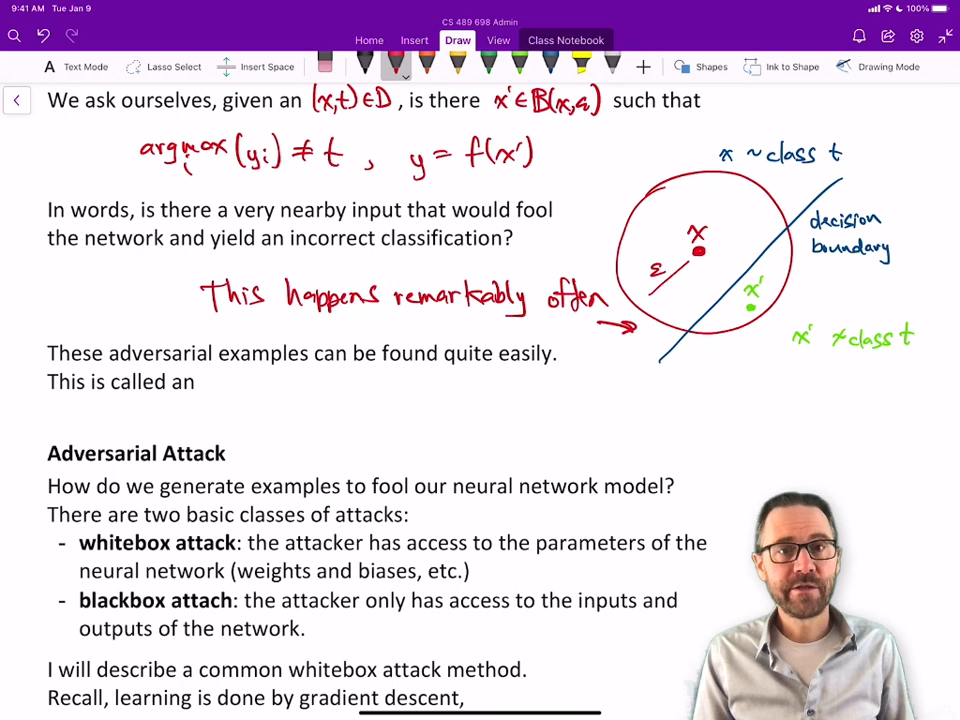 9:41 AM Tue Jan 9
100%
CS 489 698 Admin
Home Insert Draw View Class Notebook
Text Mode Lasso Select Insert Space Shapes Ink to Shape Drawing Mode
We ask ourselves, given an (x,t) ∈ D , is there x' ∈ B(x,ε) such that
argmax (yi) ≠ t , y = f(x')
i
x ~ class t
In words, is there a very nearby input that would fool
the network and yield an incorrect classification?
decision
boundary
x
ε
x'
This happens remarkably often
x' ≁ class t
These adversarial examples can be found quite easily.
This is called an
Adversarial Attack
How do we generate examples to fool our neural network model?
There are two basic classes of attacks:
- whitebox attack: the attacker has access to the parameters of the
neural network (weights and biases, etc.)
- blackbox attach: the attacker only has access to the inputs and
outputs of the network.
I will describe a common whitebox attack method.
Recall, learning is done by gradient descent,